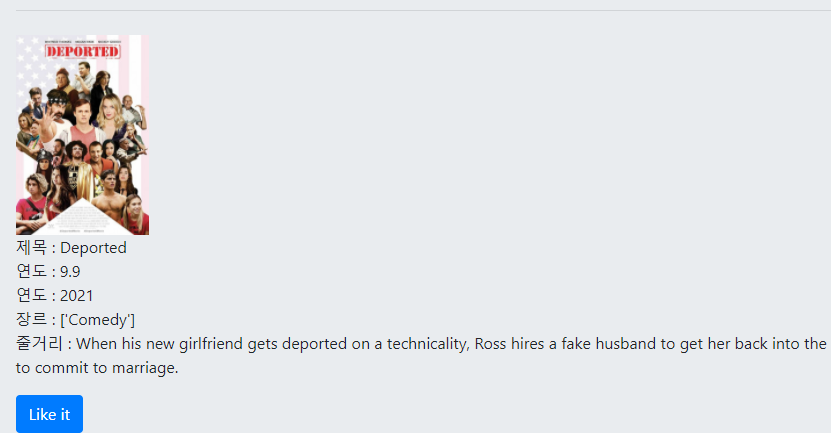 DEPORTED
제목 : Deported
연도 : 9.9
연도 : 2021
장르 : ['Comedy']
줄거리 : When his new girlfriend gets deported on a technicality, Ross hires a fake husband to get her back into the
to commit to marriage.
Like it